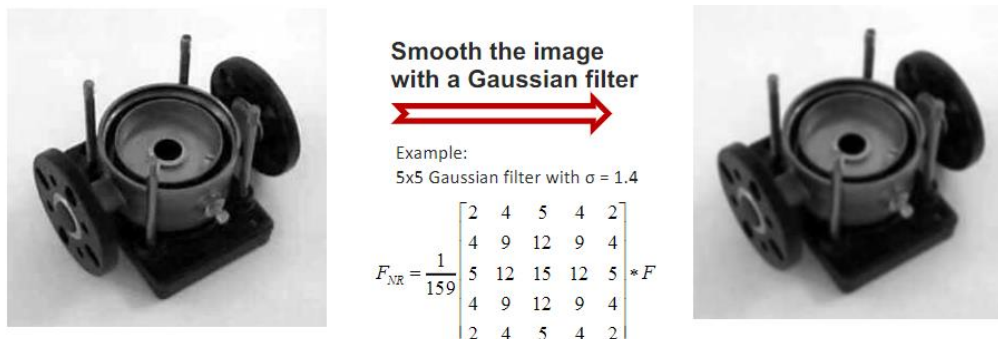 Smooth the image
with a Gaussian filter
Example:
5x5 Gaussian filter with σ = 1.4
2 4 5 4 2
4 9 12 9 4
F_NR = 1/159 5 12 15 12 5 * F
4 9 12 9 4
2 4 5 4 2